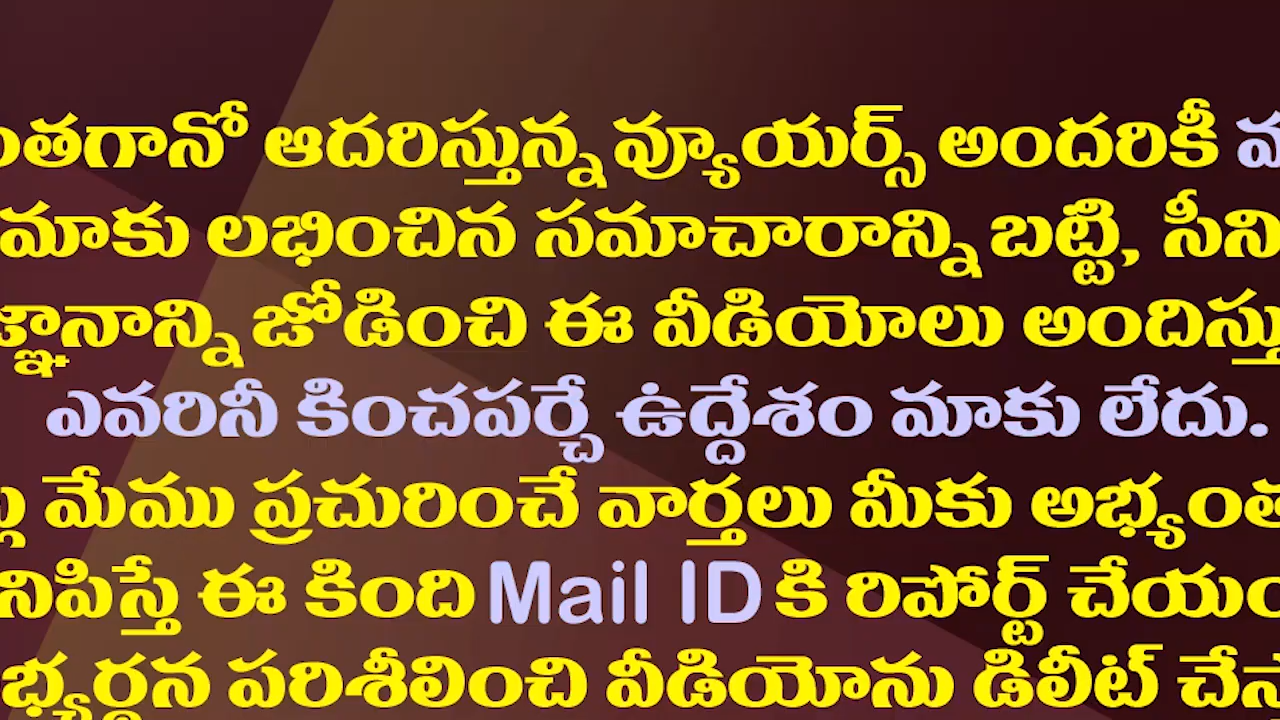 ంతగానో ఆదరిస్తున్న వ్యూయర్స్ అందరికీ
మాకు లభించిన సమాచారాన్ని బట్టి, సీని
జ్ఞానాన్ని జోడించి ఈ వీడియోలు అందిస్తు
ఎవరినీ కించపర్చే ఉద్దేశం మాకు లేదు.
మేము ప్రచురించే వార్తలు మీకు అభ్యంత
నిపిస్తే ఈ కింది Mail ID కి రిపోర్ట్ చేయం
భ్యర్థన పరిశీలించి వీడియోను డిలీట్ చేస